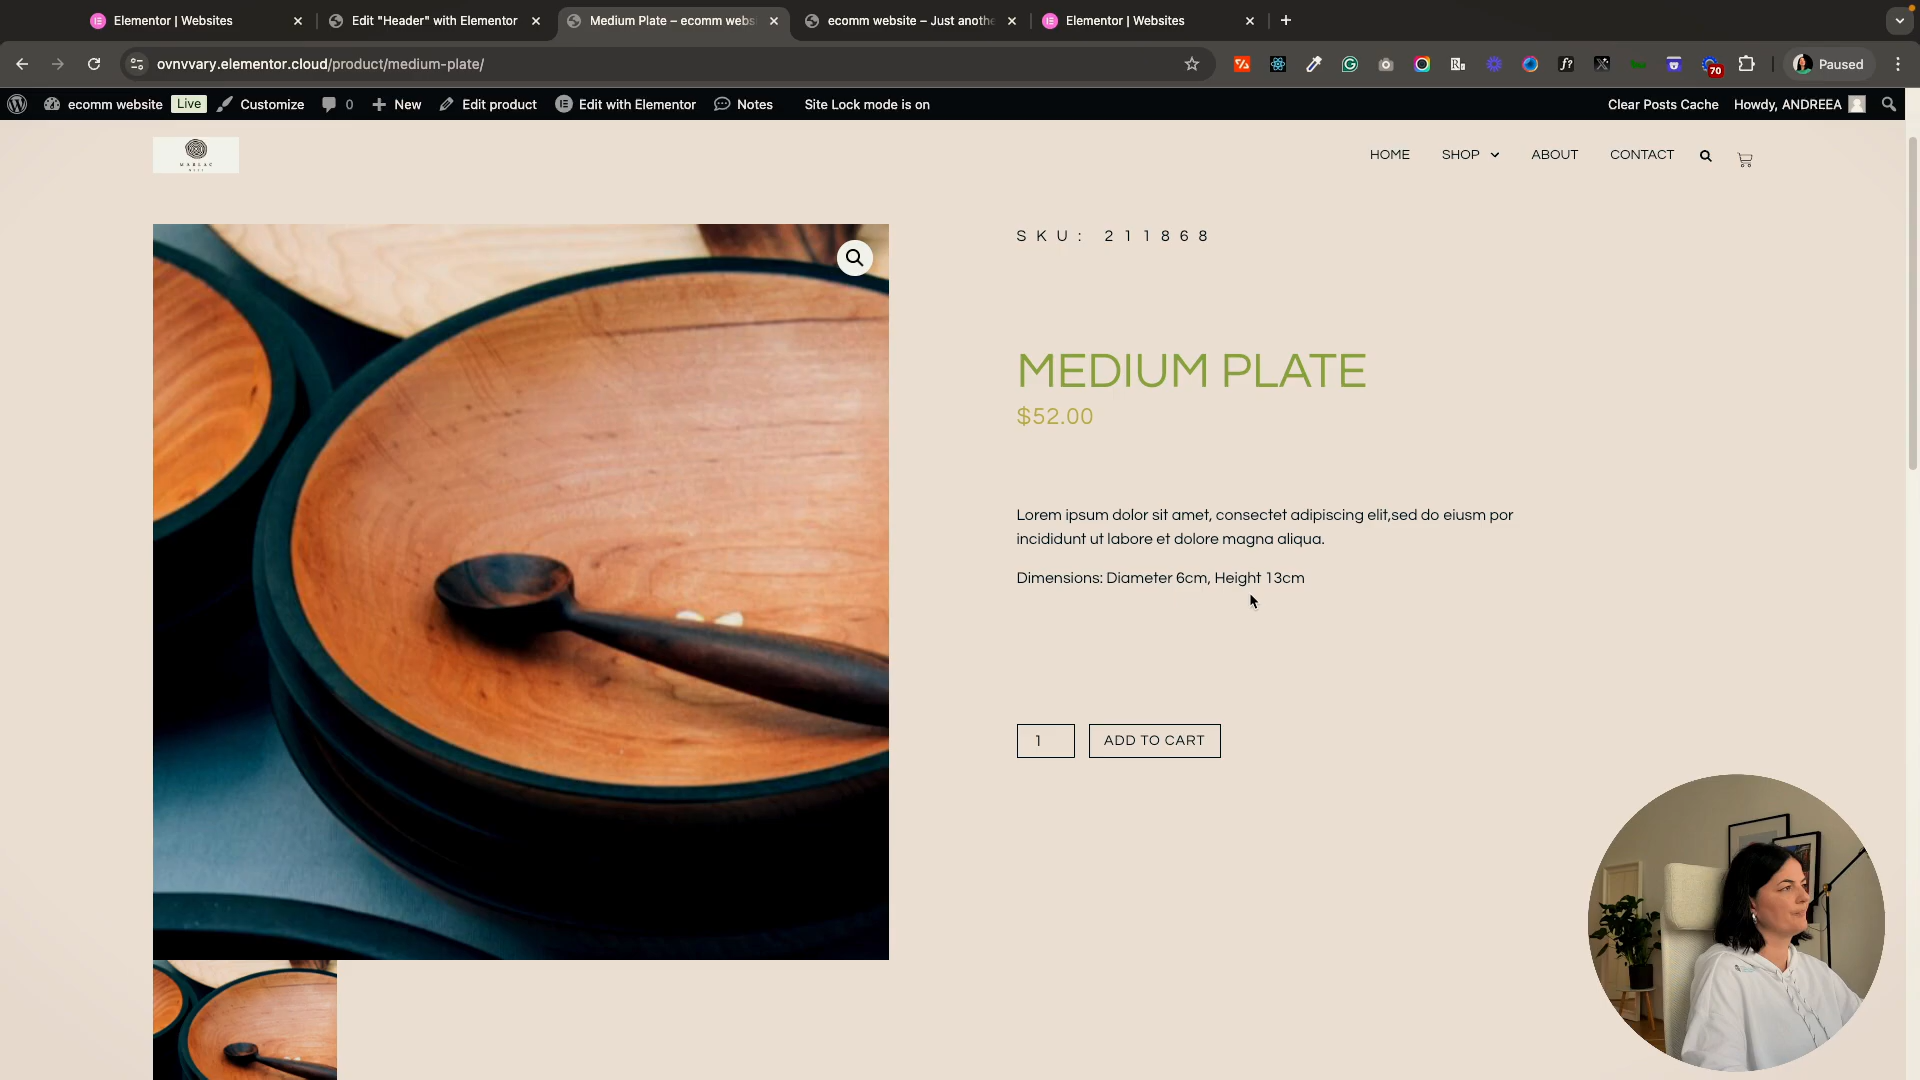 Elementor | Websites
Edit "Header" with Elementor
Medium Plate – ecomm webs
ecomm website – Just anothe
Elementor | Websites
ovnvvary.elementor.cloud/product/medium-plate/
70
Paused
ecomm website
Live
Customize
0
New
Edit product
Edit with Elementor
Notes
Site Lock mode is on
Clear Posts Cache
Howdy, ANDREEA
HOME
SHOP
ABOUT
CONTACT
SKU: 211868
MEDIUM PLATE
$52.00
Lorem ipsum dolor sit amet, consectet adipiscing elit,sed do eiusm por
incididunt ut labore et dolore magna aliqua.
Dimensions: Diameter 6cm, Height 13cm
1
ADD TO CART